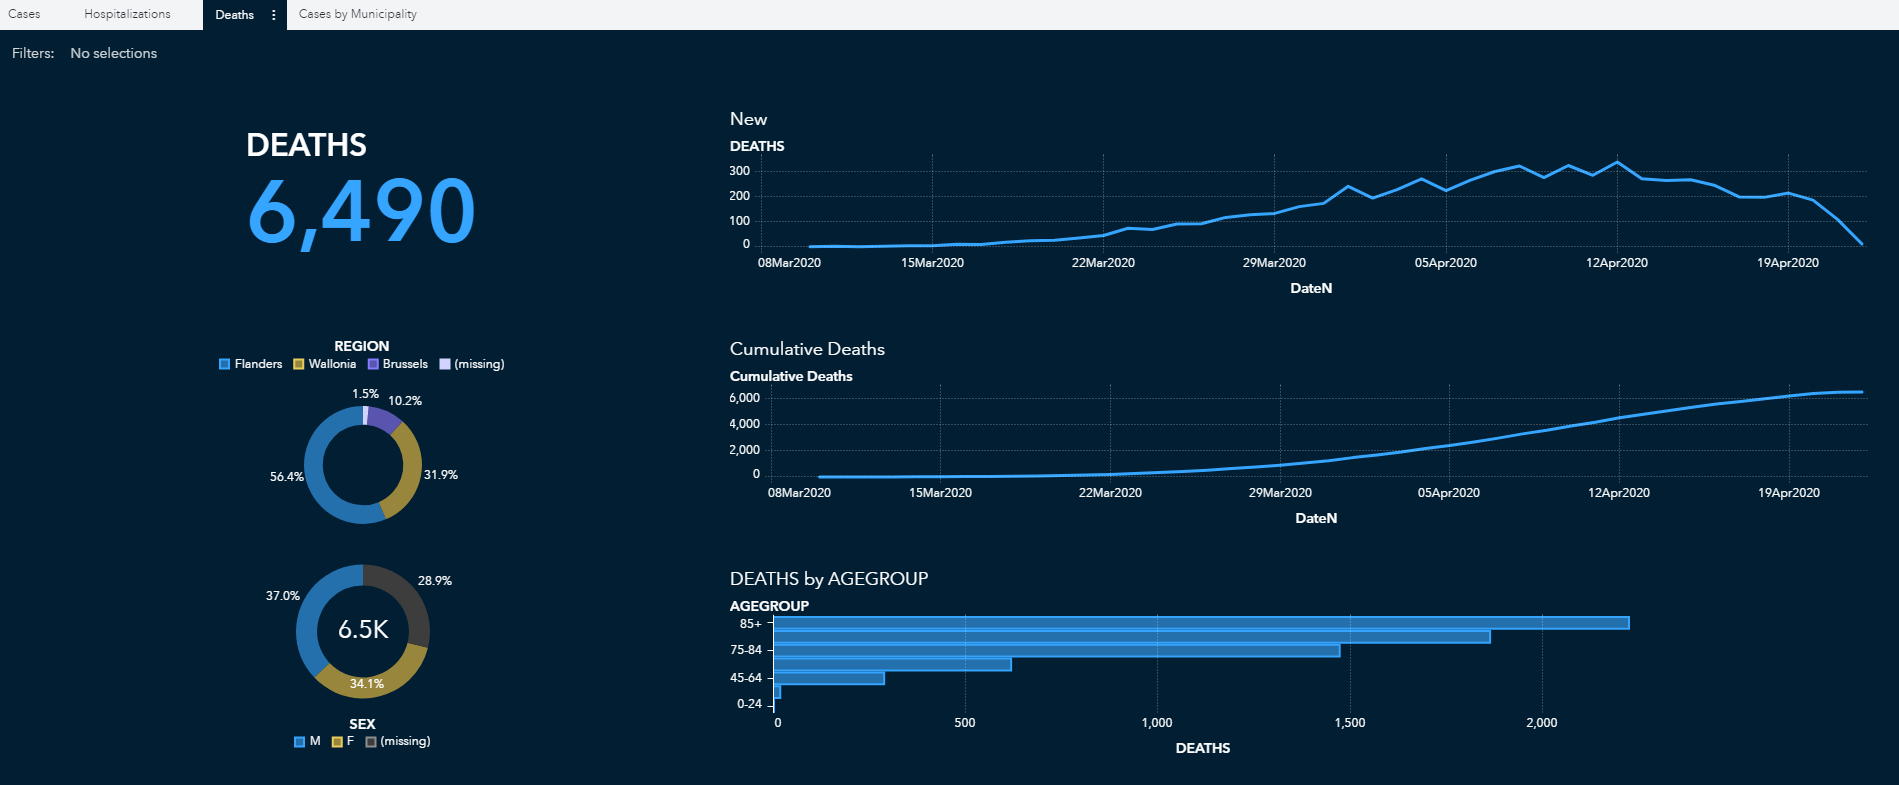 Cases Hospitalizations Deaths Cases by Municipality
Filters: No selections
DEATHS
6,490
REGION
Flanders Wallonia Brussels (missing)
1.5%
10.2%
56.4%
31.9%
28.9%
37.0%
6.5K
34.1%
SEX
M F (missing)
New
DEATHS
300
200
100
0
08Mar2020 15Mar2020 22Mar2020 29Mar2020 05Apr2020 12Apr2020 19Apr2020
DateN
Cumulative Deaths
Cumulative Deaths
6,000
4,000
2,000
0
08Mar2020 15Mar2020 22Mar2020 29Mar2020 05Apr2020 12Apr2020 19Apr2020
DateN
DEATHS by AGEGROUP
AGEGROUP
85+
75-84
45-64
0-24
0 500 1,000 1,500 2,000
DEATHS